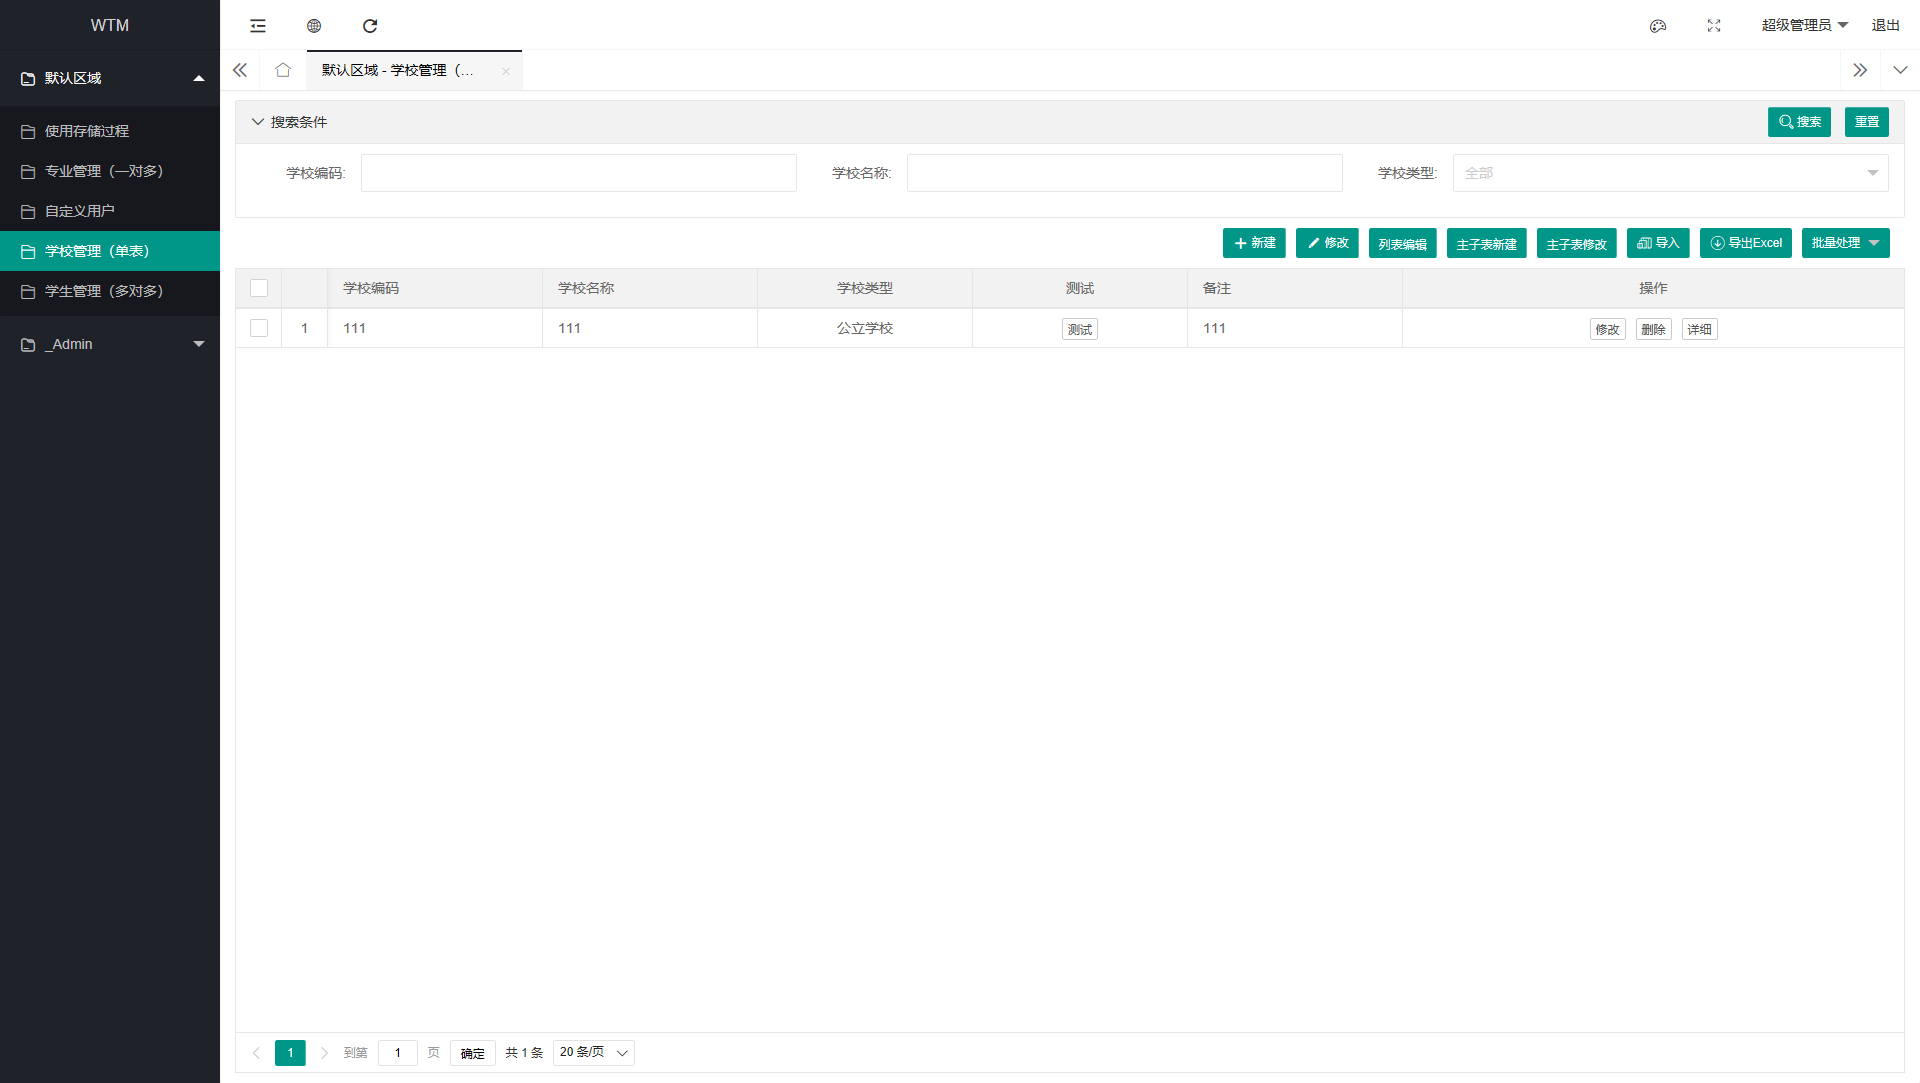 WTM
超级管理员
退出
默认区域
默认区域 - 学校管理（...
使用存储过程
专业管理（一对多）
自定义用户
学校管理（单表）
学生管理（多对多）
_Admin
搜索条件
搜索
重置
学校编码:
学校名称:
学校类型:
全部
新建
修改
列表编辑
主子表新建
主子表修改
导入
导出Excel
批量处理
学校编码
学校名称
学校类型
测试
备注
操作
1
111
111
公立学校
测试
111
修改
删除
详细
1
到第
1
页
确定
共 1 条
20 条/页